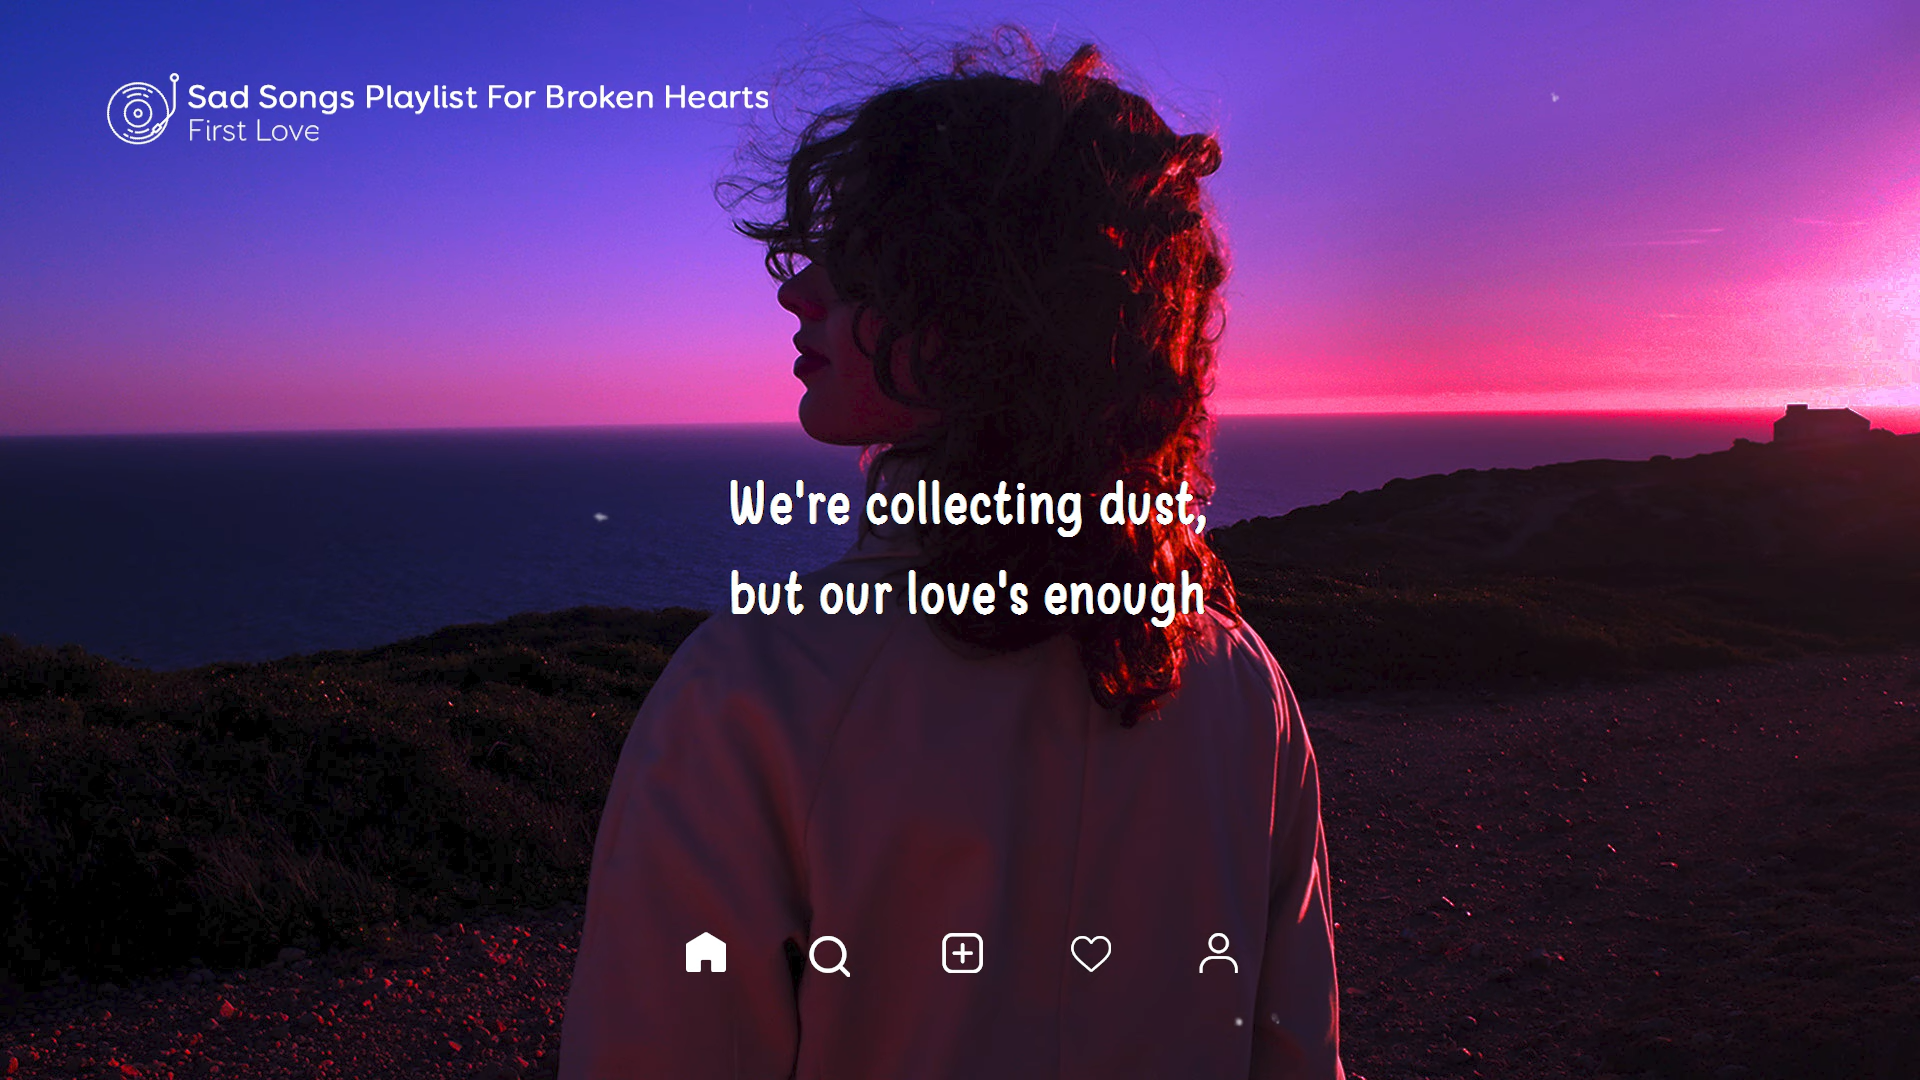 Sad Songs Playlist For Broken Hearts
First Love
We're collecting dust,
but our love's enough